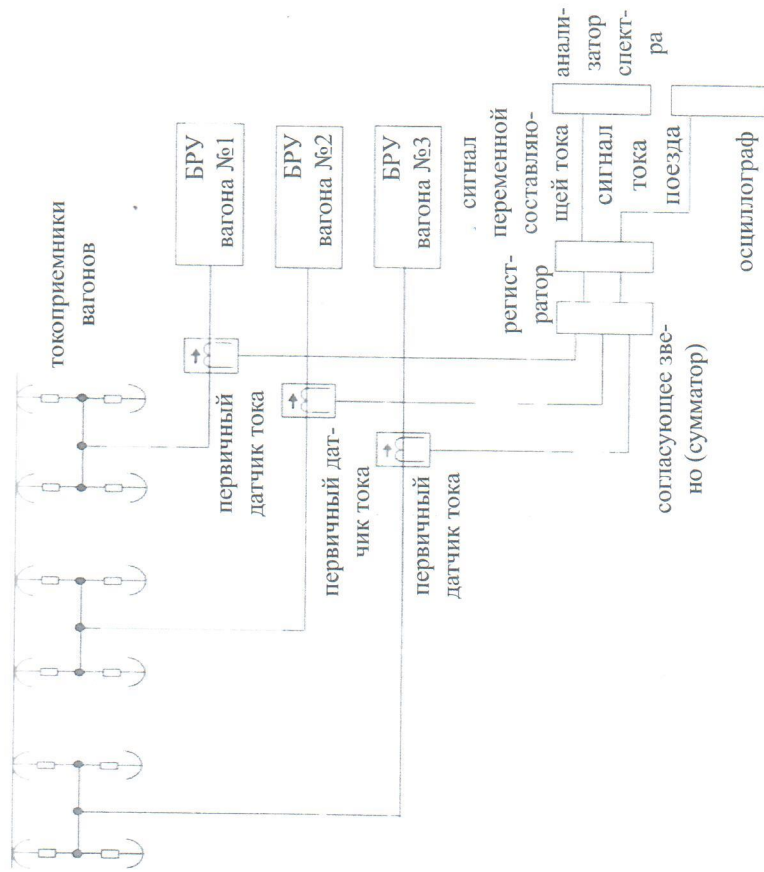 токоприемники
вагонов
БРУ
вагона №1
БРУ
вагона №2
БРУ
вагона №3
первичный
датчик тока
первичный дат-
чик тока
первичный
датчик тока
согласующее зве-
но (сумматор)
регист-
ратор
сигнал
переменной
составляю-
щей тока
сигнал
тока
поезда
анали-
затор
спект-
ра
осциллограф